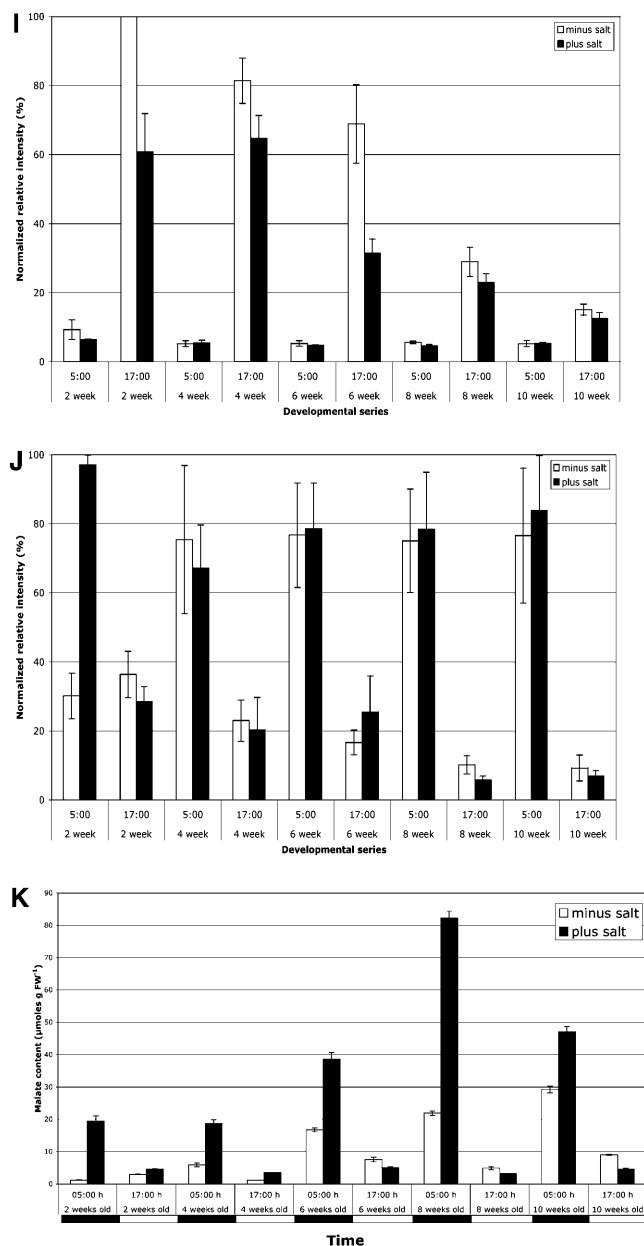 I
minus salt
plus salt
Normalized relative intensity (%)
100
80
60
40
20
0
5:00 17:00 5:00 17:00 5:00 17:00 5:00 17:00 5:00 17:00
2 week 2 week 4 week 4 week 6 week 6 week 8 week 8 week 10 week 10 week
Developmental series
J
minus salt
plus salt
Normalized relative intensity (%)
100
80
60
40
20
0
5:00 17:00 5:00 17:00 5:00 17:00 5:00 17:00 5:00 17:00
2 week 2 week 4 week 4 week 6 week 6 week 8 week 8 week 10 week 10 week
Developmental series
K
minus salt
plus salt
Malate content (µmoles g FW⁻¹)
90
80
70
60
50
40
30
20
10
0
05:00 h 17:00 h 05:00 h 17:00 h 05:00 h 17:00 h 05:00 h 17:00 h 05:00 h 17:00 h
2 weeks old 2 weeks old 4 weeks old 4 weeks old 6 weeks old 6 weeks old 8 weeks old 8 weeks old 10 weeks old 10 weeks old
Time